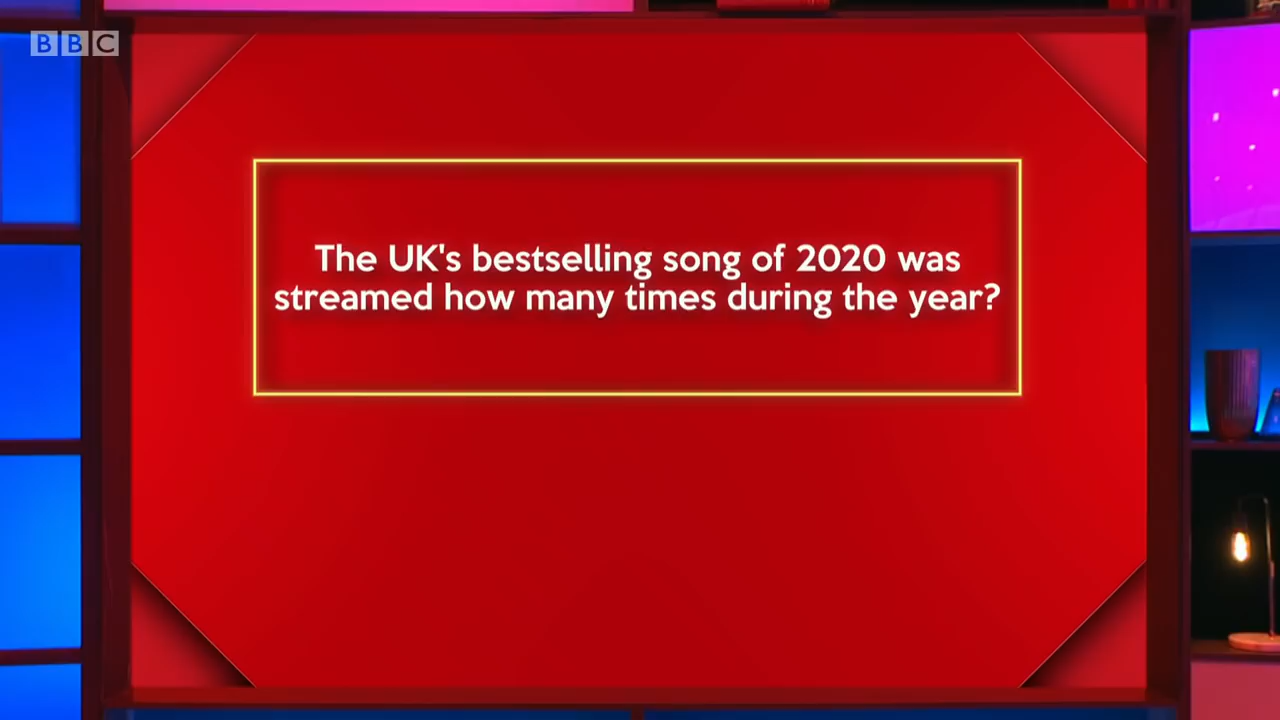 BBC
The UK's bestselling song of 2020 was
streamed how many times during the year?